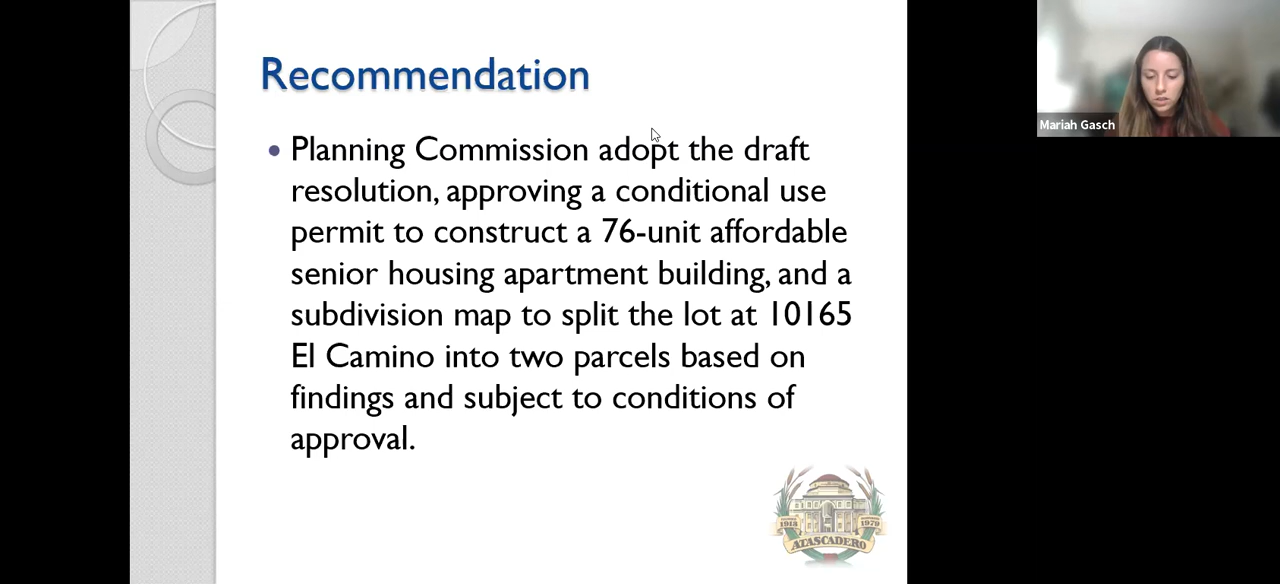 Recommendation
Mariah Gasch
• Planning Commission adopt the draft
resolution, approving a conditional use
permit to construct a 76-unit affordable
senior housing apartment building, and a
subdivision map to split the lot at 10165
El Camino into two parcels based on
findings and subject to conditions of
approval.
1913
1979
ATASCADERO